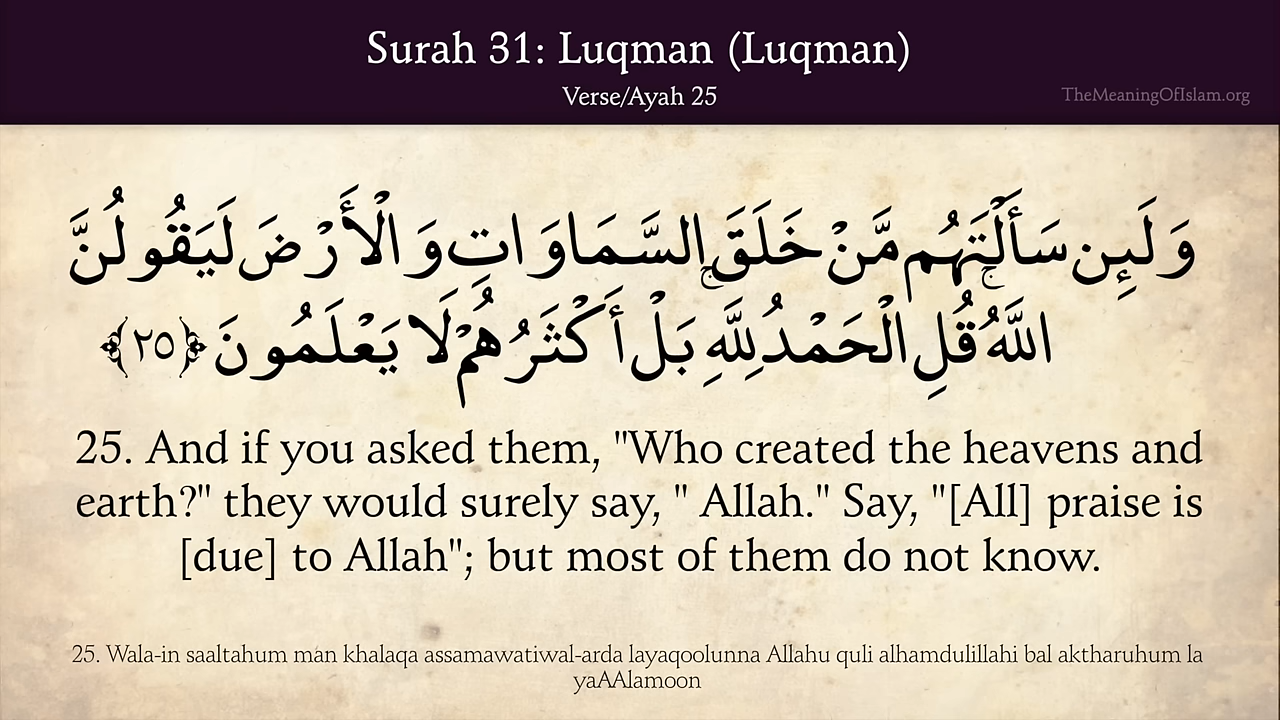 Surah 31: Luqman (Luqman)
Verse/Ayah 25
TheMeaningOfIslam.org
وَلَئِن سَأَلْتَهُم مَّنْ خَلَقَ السَّمَاوَاتِ وَالْأَرْضَ لَيَقُولُنَّ
اللَّهُ ۚ قُلِ الْحَمْدُ لِلَّهِ ۚ بَلْ أَكْثَرُهُمْ لَا يَعْلَمُونَ ﴿٢٥﴾
25. And if you asked them, "Who created the heavens and
earth?" they would surely say, " Allah." Say, "[All] praise is
[due] to Allah"; but most of them do not know.
25. Wala-in saaltahum man khalaqa assamawatiwal-arda layaqoolunna Allahu quli alhamdulillahi bal aktharuhum la
yaAAlamoon